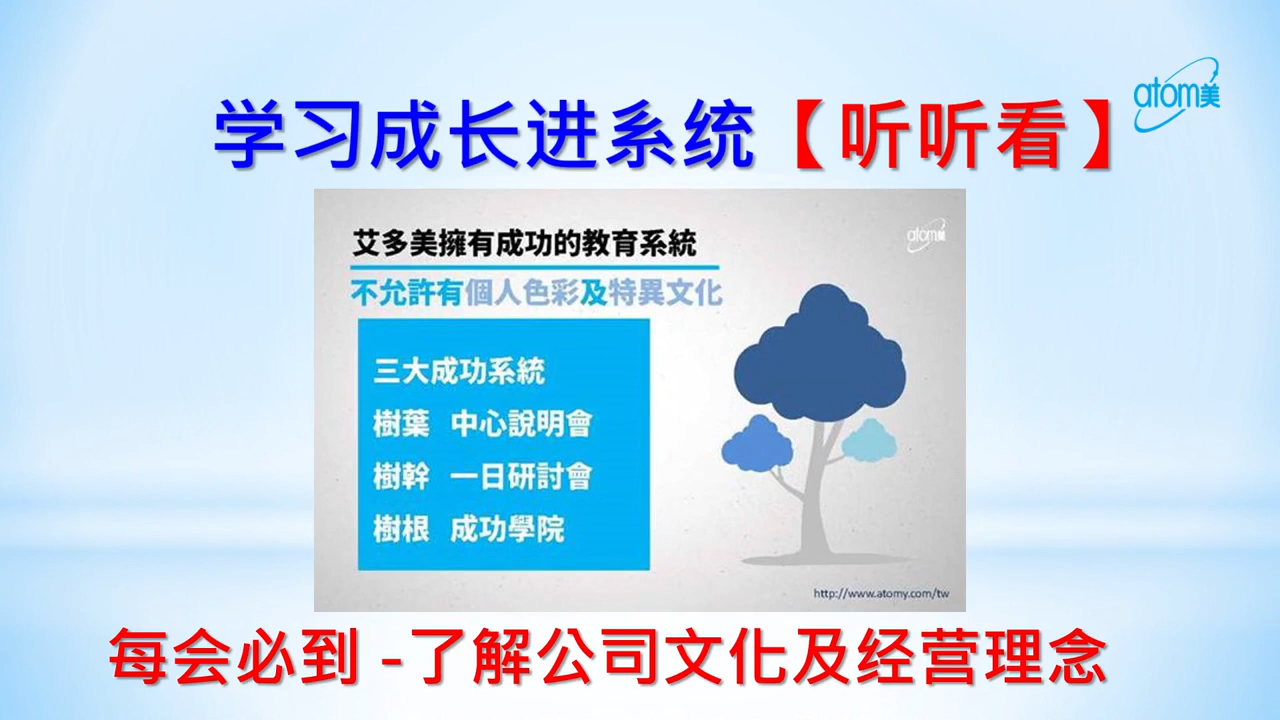 学习成长进系统【听听看】
atom美
艾多美擁有成功的教育系統
atom美
不允許有個人色彩及特異文化
三大成功系統
樹葉 中心說明會
樹幹 一日研討會
樹根 成功學院
http://www.atomy.com/tw
每会必到 -了解公司文化及经营理念